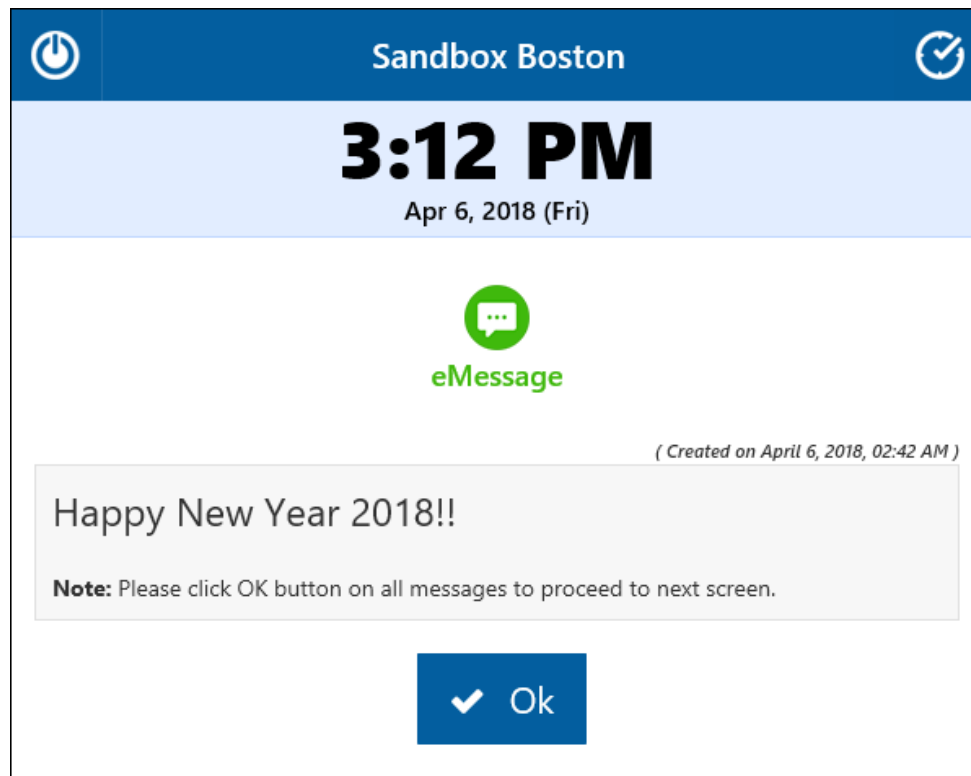 Sandbox Boston
3:12 PM
Apr 6, 2018 (Fri)
eMessage
( Created on April 6, 2018, 02:42 AM )
Happy New Year 2018!!
Note: Please click OK button on all messages to proceed to next screen.
Ok